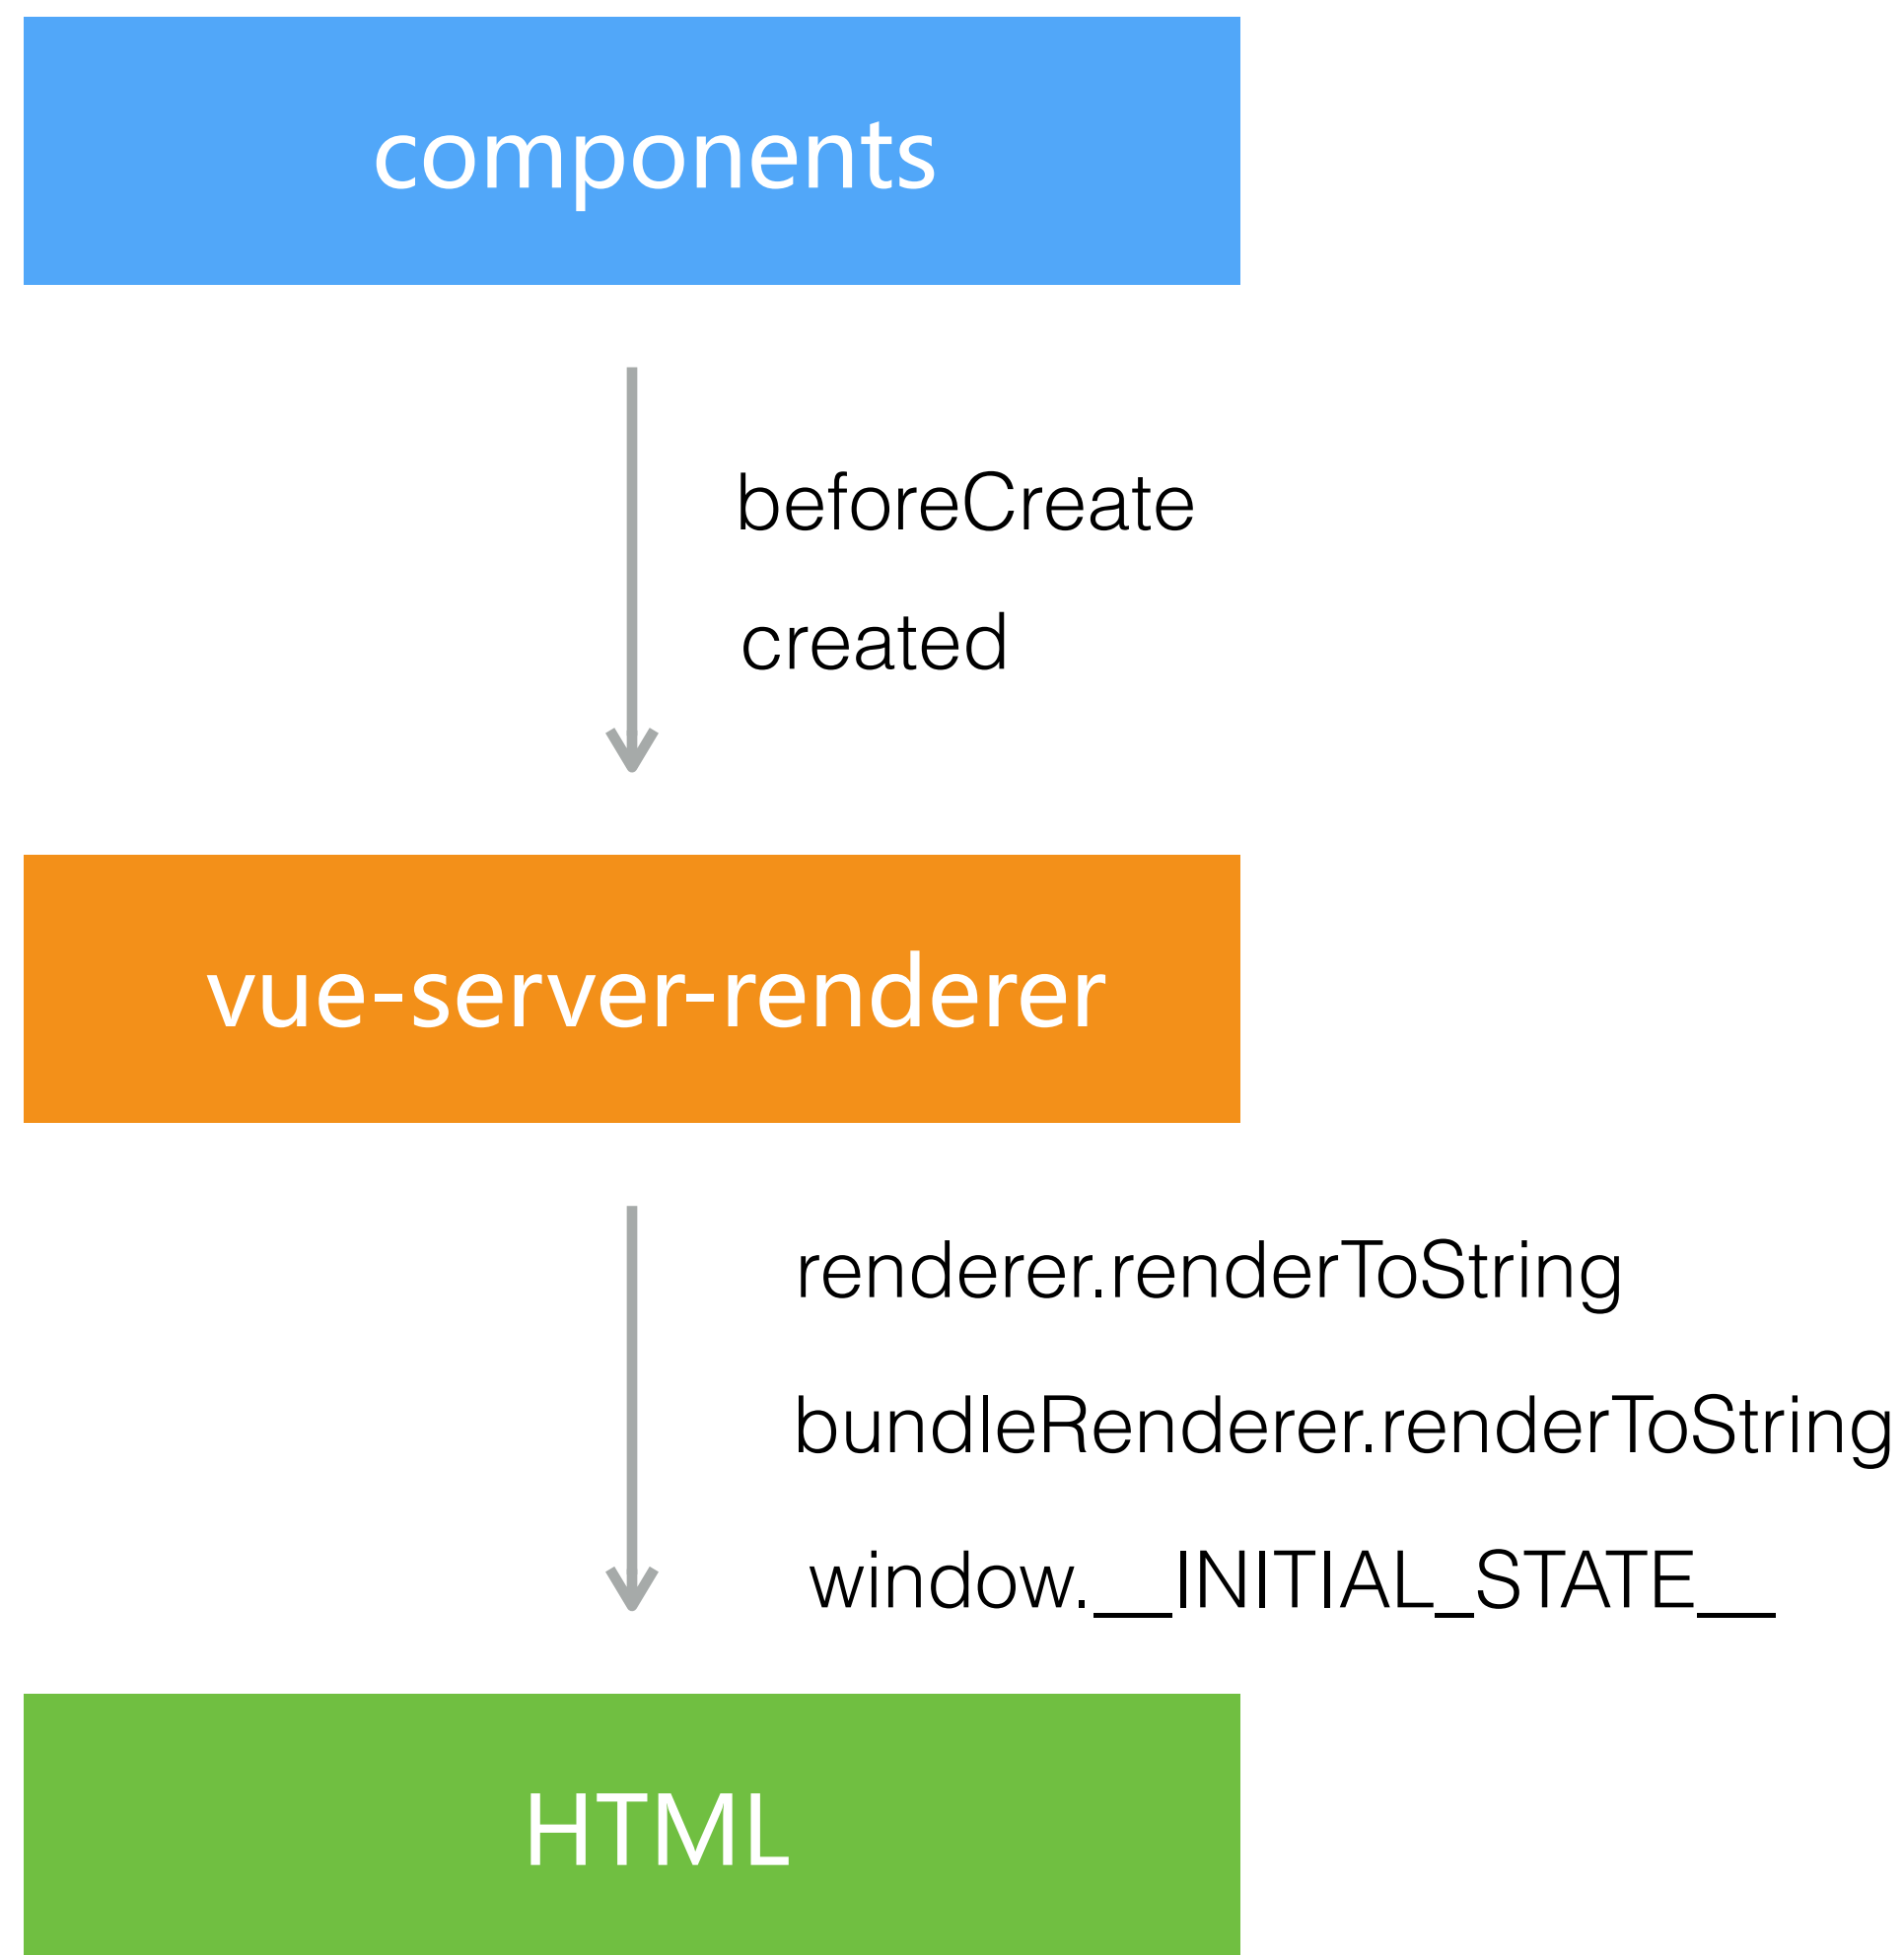 components
beforeCreate
created
vue-server-renderer
renderer.renderToString
bundleRenderer.renderToString
window.__INITIAL_STATE__
HTML